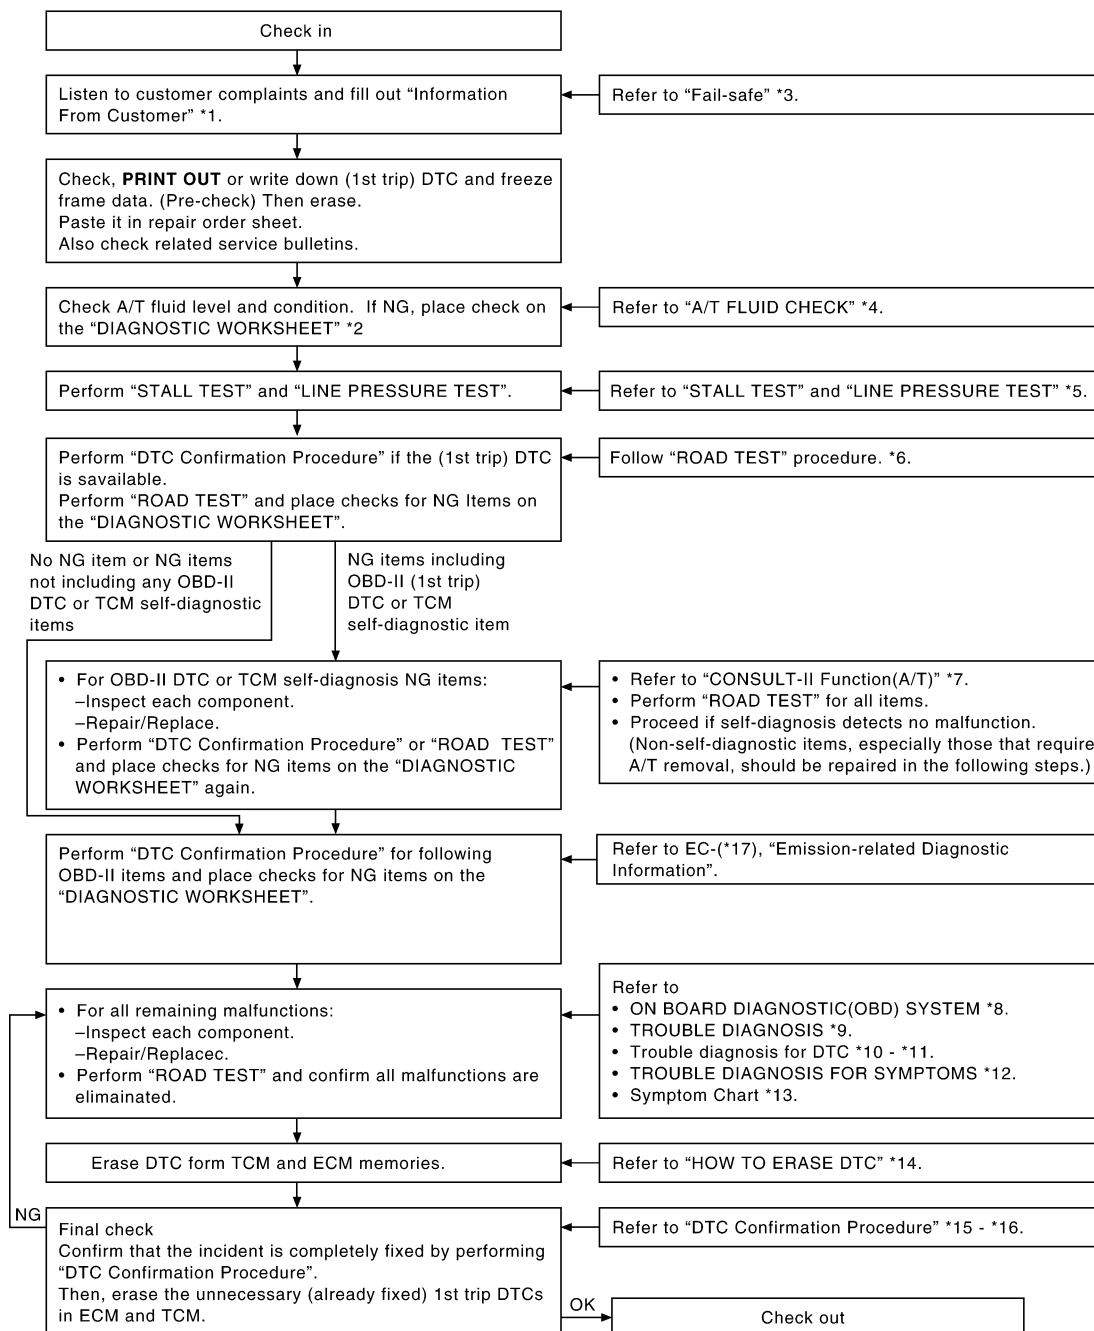 Check in
Listen to customer complaints and fill out “Information
From Customer” *1.
Refer to “Fail-safe” *3.
Check, PRINT OUT or write down (1st trip) DTC and freeze
frame data. (Pre-check) Then erase.
Paste it in repair order sheet.
Also check related service bulletins.
Check A/T fluid level and condition.  If NG, place check on
the “DIAGNOSTIC WORKSHEET” *2
Refer to “A/T FLUID CHECK” *4.
Perform “STALL TEST” and “LINE PRESSURE TEST”.
Refer to “STALL TEST” and “LINE PRESSURE TEST” *5.
Perform “DTC Confirmation Procedure” if the (1st trip) DTC
is savailable.
Perform “ROAD TEST” and place checks for NG Items on
the “DIAGNOSTIC WORKSHEET”.
Follow “ROAD TEST” procedure. *6.
No NG item or NG items
not including any OBD-II
DTC or TCM self-diagnostic
items
NG items including
OBD-II (1st trip)
DTC or TCM
self-diagnostic item
• For OBD-II DTC or TCM self-diagnosis NG items:
–Inspect each component.
–Repair/Replace.
• Perform “DTC Confirmation Procedure” or “ROAD  TEST”
and place checks for NG items on the “DIAGNOSTIC
WORKSHEET” again.
• Refer to “CONSULT-II Function(A/T)” *7.
• Perform “ROAD TEST” for all items.
• Proceed if self-diagnosis detects no malfunction.
(Non-self-diagnostic items, especially those that require
A/T removal, should be repaired in the following steps.)
Perform “DTC Confirmation Procedure” for following
OBD-II items and place checks for NG items on the
“DIAGNOSTIC WORKSHEET”.
Refer to EC-(*17), “Emission-related Diagnostic
Information”.
• For all remaining malfunctions:
–Inspect each component.
–Repair/Replacec.
• Perform “ROAD TEST” and confirm all malfunctions are
elimainated.
Refer to
• ON BOARD DIAGNOSTIC(OBD) SYSTEM *8.
• TROUBLE DIAGNOSIS *9.
• Trouble diagnosis for DTC *10 - *11.
• TROUBLE DIAGNOSIS FOR SYMPTOMS *12.
• Symptom Chart *13.
Erase DTC form TCM and ECM memories.
Refer to “HOW TO ERASE DTC” *14.
NG
Final check
Confirm that the incident is completely fixed by performing
“DTC Confirmation Procedure”.
Then, erase the unnecessary (already fixed) 1st trip DTCs
in ECM and TCM.
Refer to “DTC Confirmation Procedure” *15 - *16.
OK
Check out